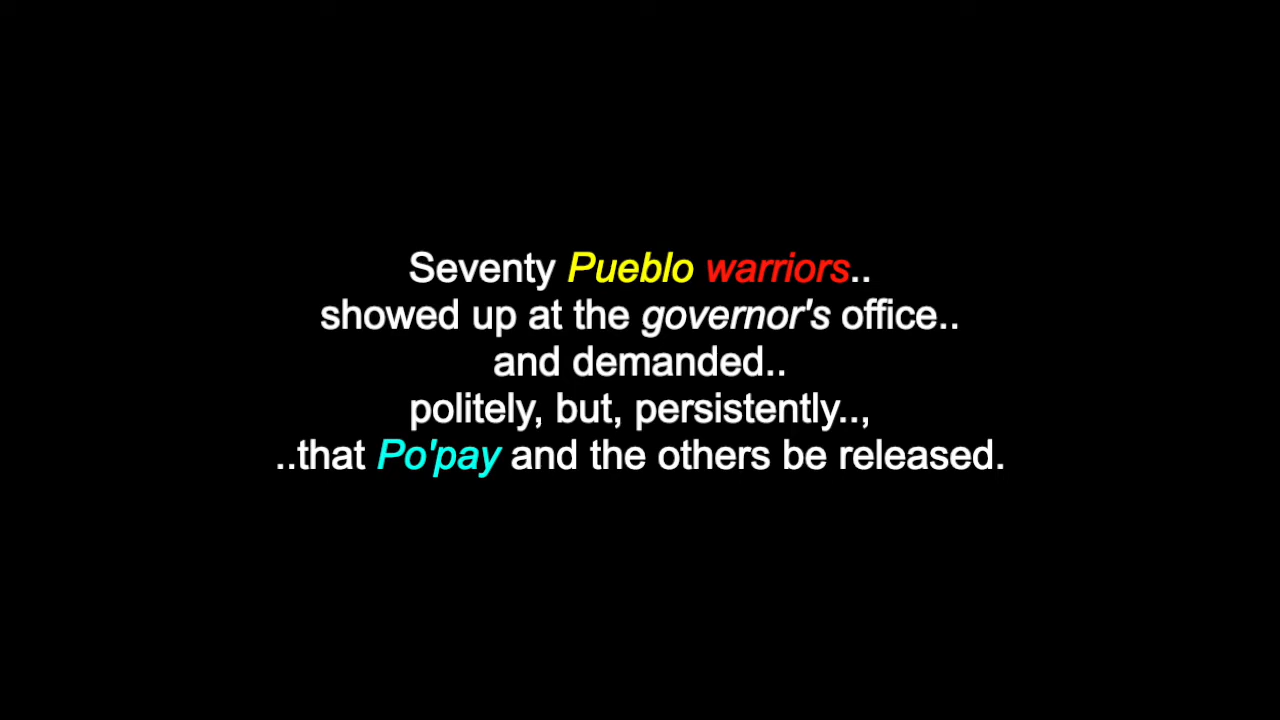 Seventy Pueblo warriors..
showed up at the governor's office..
and demanded..
politely, but, persistently..,
..that Po'pay and the others be released.